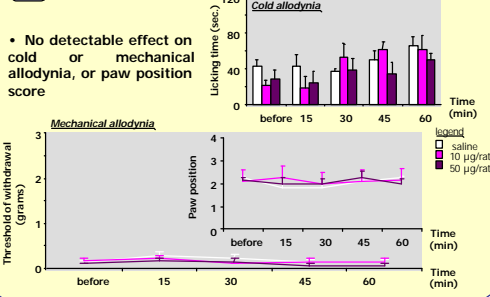 • No detectable effect on
cold or mechanical
allodynia, or paw position
score
Cold allodynia
Licking time (sec.)
120
80
40
0
before 15 30 45 60
Time
(min)
legend
saline
10 µg/rat
50 µg/rat
Mechanical allodynia
Threshold of withdrawal
(grams)
3
2
1
1
0
before 15 30 45 60
Time
(min)
Paw position
4
3
2
1
0
before 15 30 45 60
Time
(min)